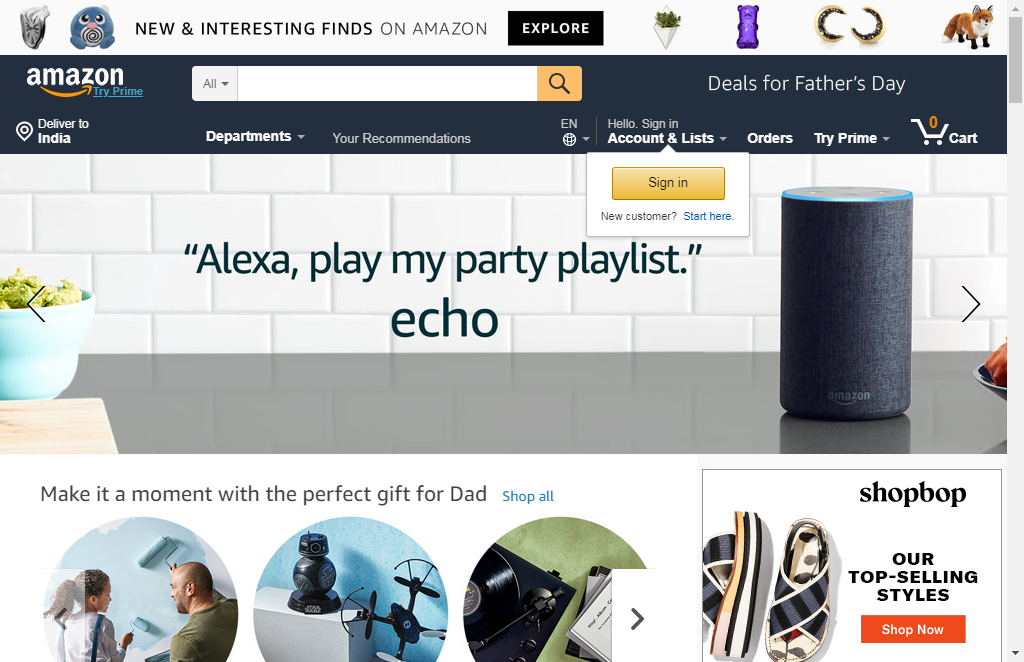 NEW & INTERESTING FINDS ON AMAZON EXPLORE
amazon
Try Prime
All
Deals for Father's Day
Deliver to
India
Departments
Your Recommendations
EN
Hello. Sign in
Account & Lists
Orders
Try Prime
0
Cart
Sign in
New customer? Start here.
“Alexa, play my party playlist.”
echo
amazon
Make it a moment with the perfect gift for Dad Shop all
shopbop
OUR
TOP-SELLING
STYLES
Shop Now
STAR WARS